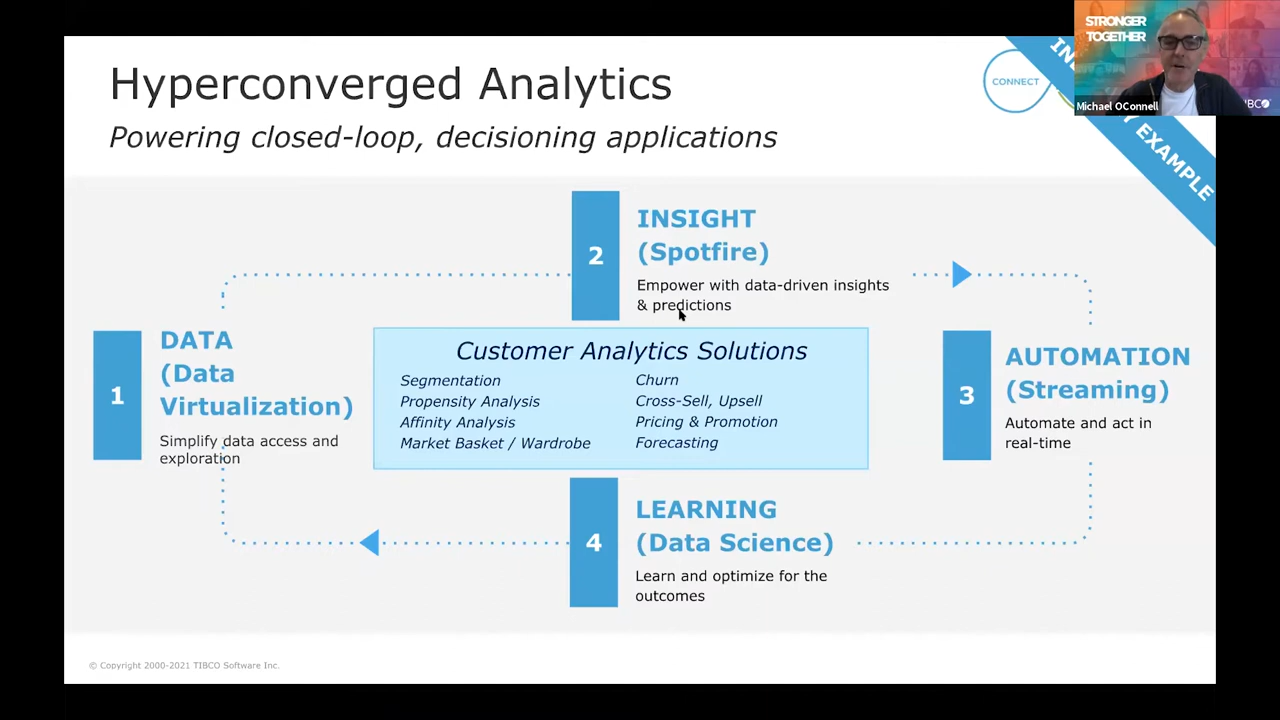 Hyperconverged Analytics
Powering closed-loop, decisioning applications
CONNECT
STRONGER
TOGETHER
Michael OConnell
EXAMPLE
2
INSIGHT
(Spotfire)
Empower with data-driven insights
& predictions
1
DATA
(Data
Virtualization)
Simplify data access and
exploration
Customer Analytics Solutions
Segmentation
Propensity Analysis
Affinity Analysis
Market Basket / Wardrobe
Churn
Cross-Sell, Upsell
Pricing & Promotion
Forecasting
3
AUTOMATION
(Streaming)
Automate and act in
real-time
4
LEARNING
(Data Science)
Learn and optimize for the
outcomes
© Copyright 2000-2021 TIBCO Software Inc.